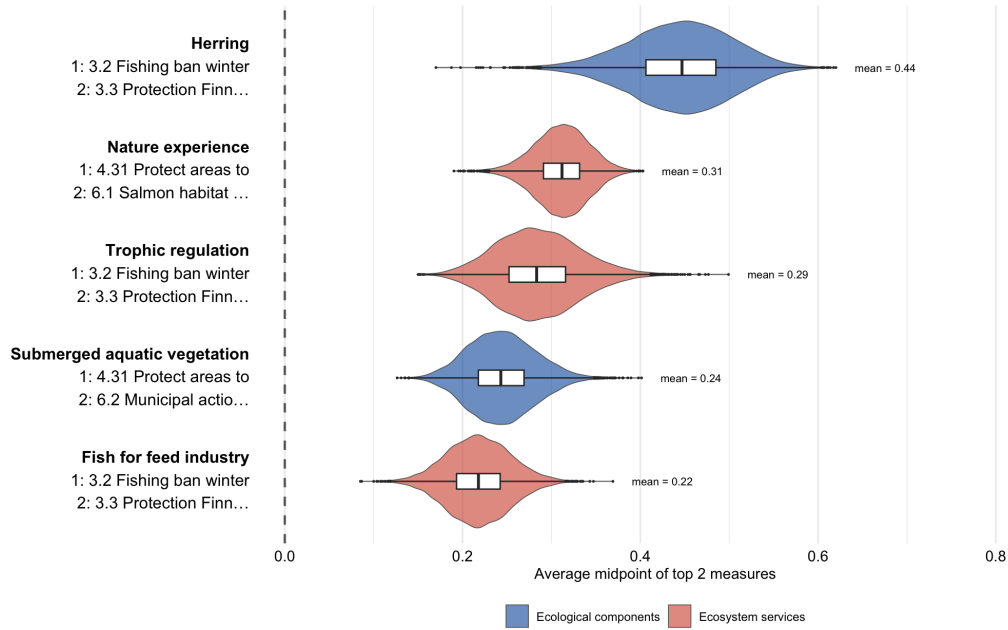 Herring
1: 3.2 Fishing ban winter
2: 3.3 Protection Finn…
mean = 0.44
Nature experience
1: 4.31 Protect areas to
2: 6.1 Salmon habitat …
mean = 0.31
Trophic regulation
1: 3.2 Fishing ban winter
2: 3.3 Protection Finn…
mean = 0.29
Submerged aquatic vegetation
1: 4.31 Protect areas to
2: 6.2 Municipal actio…
mean = 0.24
Fish for feed industry
1: 3.2 Fishing ban winter
2: 3.3 Protection Finn…
mean = 0.22
0.0 0.2 0.4 0.6 0.8
Average midpoint of top 2 measures
Ecological components Ecosystem services